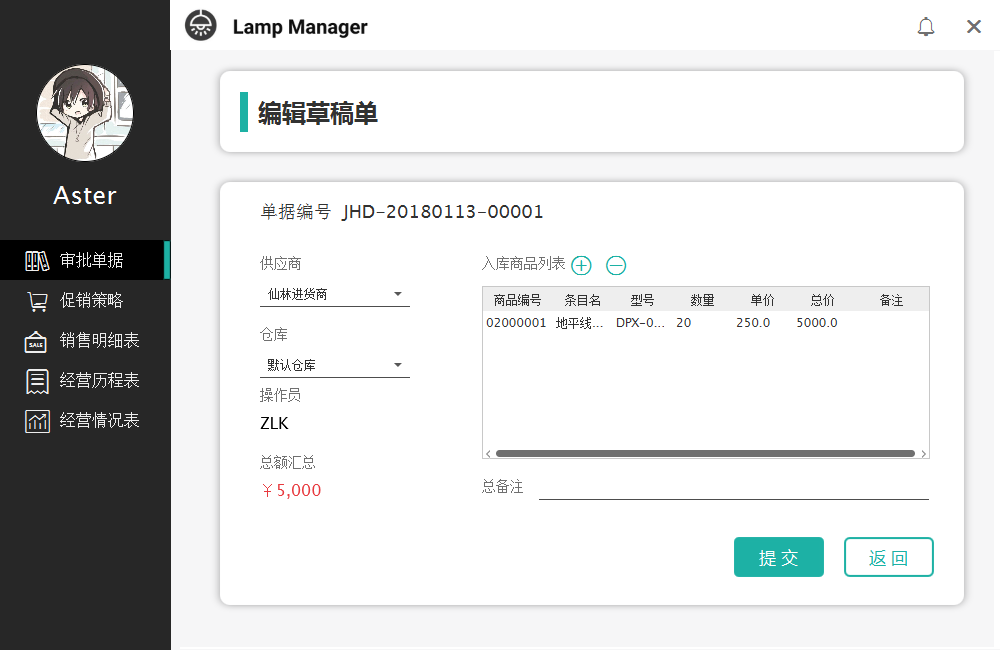 Lamp Manager
Aster
审批单据
促销策略
SALE
销售明细表
经营历程表
经营情况表
编辑草稿单
单据编号 JHD-20180113-00001
供应商
仙林进货商
仓库
默认仓库
操作员
ZLK
总额汇总
￥5,000
入库商品列表
商品编号 条目名 型号 数量 单价 总价 备注
02000001 地平线... DPX-0... 20 250.0 5000.0
总备注
提交 返回